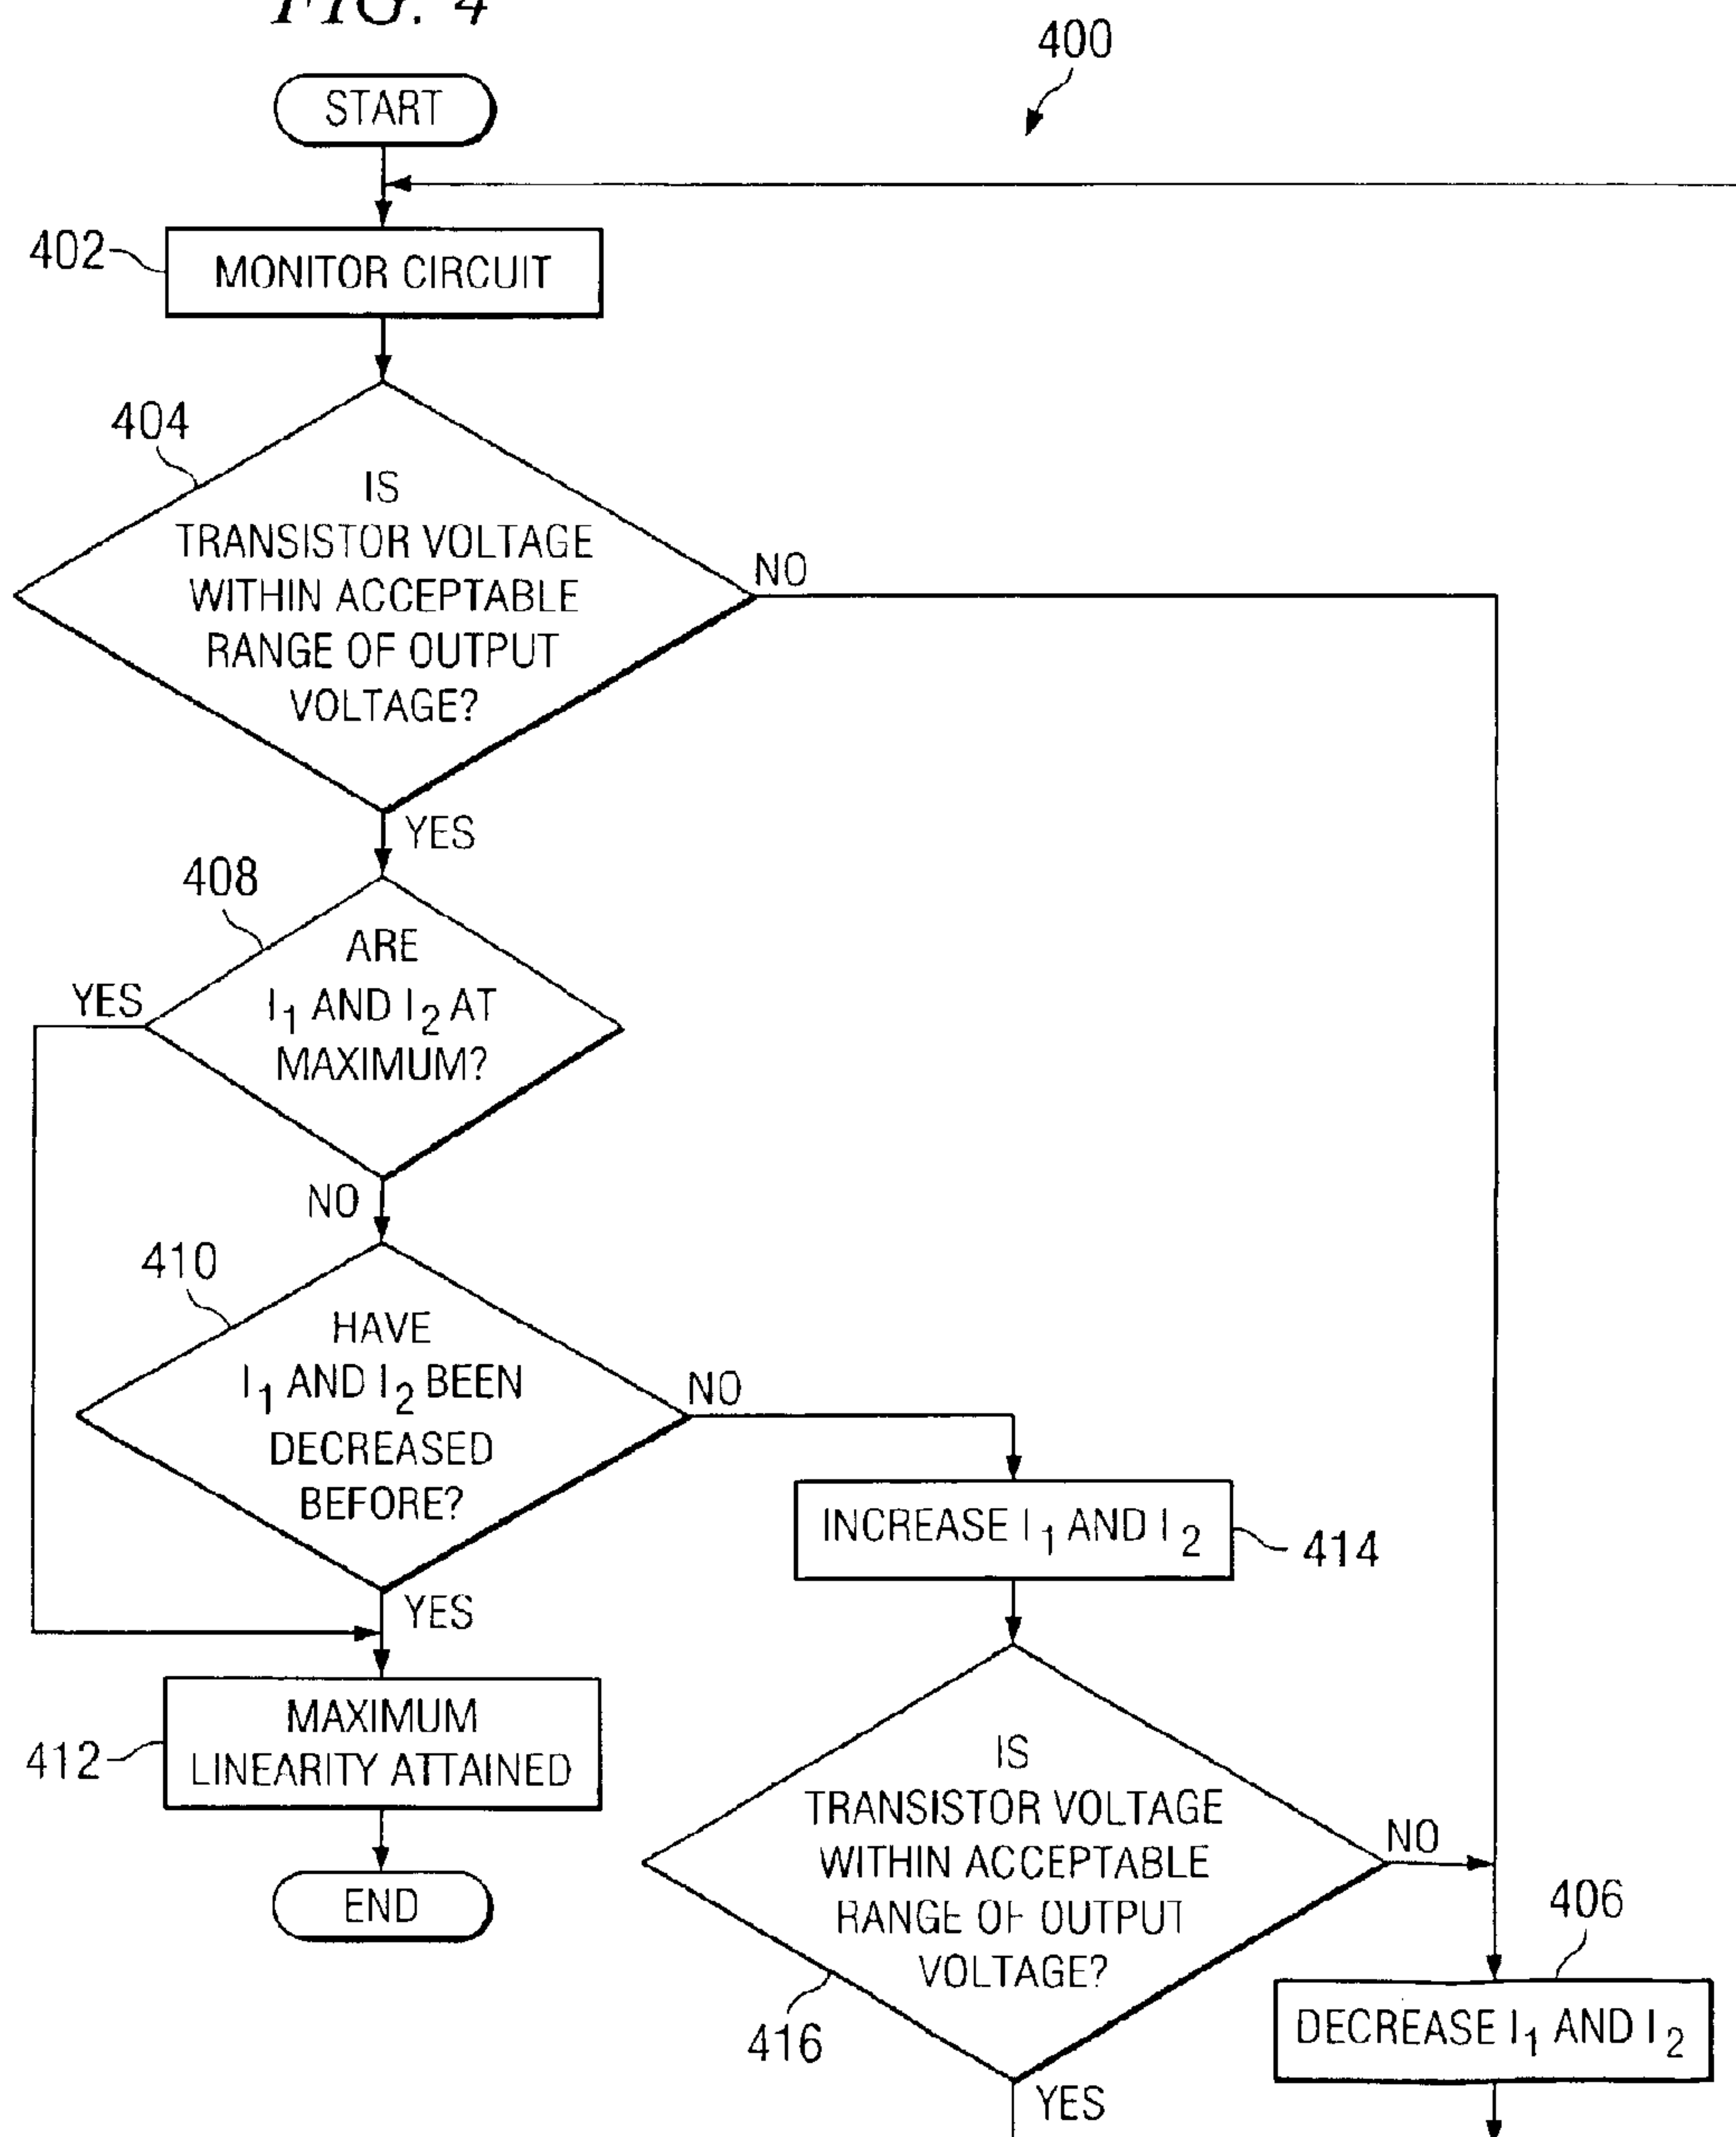 FIG. 4
400
START
402
MONITOR CIRCUIT
404
IS
TRANSISTOR VOLTAGE
WITHIN ACCEPTABLE
RANGE OF OUTPUT
VOLTAGE?
NO
YES
408
ARE
I1 AND I2 AT
MAXIMUM?
YES
NO
410
HAVE
I1 AND I2 BEEN
DECREASED
BEFORE?
NO
YES
INCREASE I1 AND I2
414
412
MAXIMUM
LINEARITY ATTAINED
END
IS
TRANSISTOR VOLTAGE
WITHIN ACCEPTABLE
RANGE OF OUTPUT
VOLTAGE?
NO
416
YES
406
DECREASE I1 AND I2